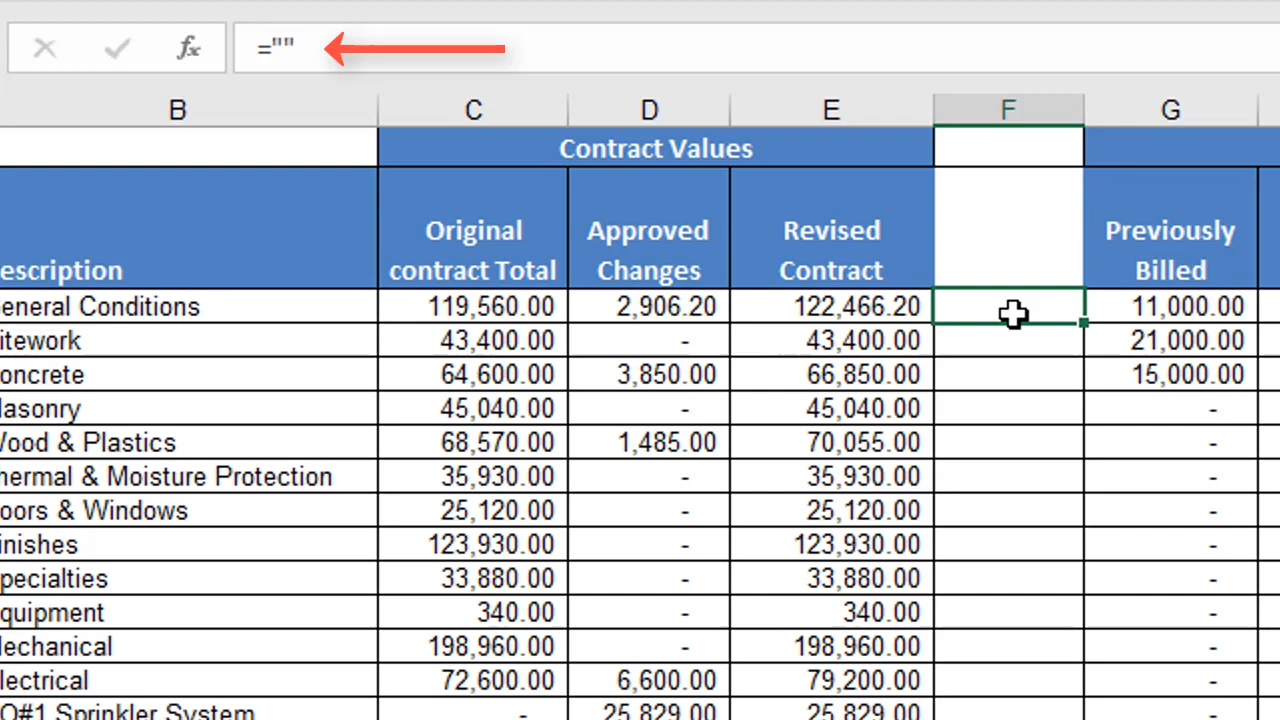 fx =""
B C D E F G
Contract Values
escription Original contract Total Approved Changes Revised Contract Previously Billed
eneral Conditions 119,560.00 2,906.20 122,466.20 11,000.00
itework 43,400.00 - 43,400.00 21,000.00
oncrete 64,600.00 3,850.00 66,850.00 15,000.00
asonry 45,040.00 - 45,040.00 -
ood & Plastics 68,570.00 1,485.00 70,055.00 -
hermal & Moisture Protection 35,930.00 - 35,930.00 -
oors & Windows 25,120.00 - 25,120.00 -
inishes 123,930.00 - 123,930.00 -
pecialties 33,880.00 - 33,880.00 -
quipment 340.00 - 340.00 -
echanical 198,960.00 - 198,960.00 -
lectrical 72,600.00 6,600.00 79,200.00 -
O#1 Sprinkler System - 25,829.00 25,829.00 -